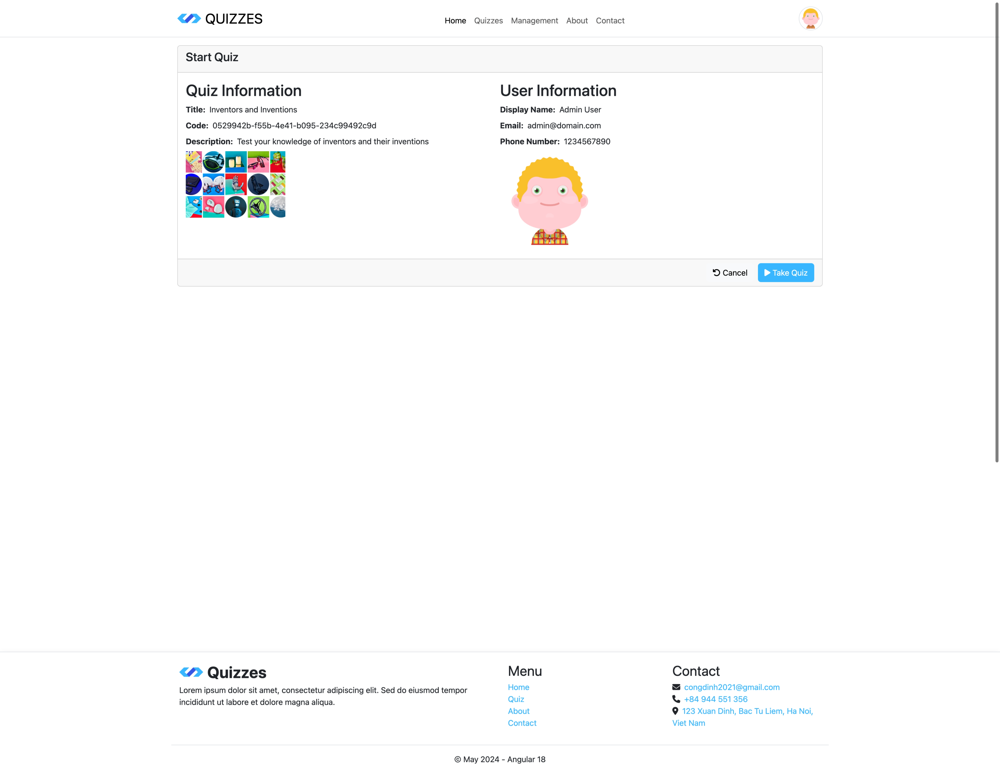 QUIZZES
Home Quizzes Management About Contact
Start Quiz
Quiz Information
Title: Inventors and Inventions
Code: 0529942b-f55b-4e41-b095-234c99492c9d
Description: Test your knowledge of inventors and their inventions
User Information
Display Name: Admin User
Email: admin@domain.com
Phone Number: 1234567890
Cancel
Take Quiz
Quizzes
Lorem ipsum dolor sit amet, consectetur adipiscing elit. Sed do eiusmod tempor
incididunt ut labore et dolore magna aliqua.
Menu
Home
Quiz
About
Contact
Contact
congdinh2021@gmail.com
+84 944 551 356
123 Xuan Dinh, Bac Tu Liem, Ha Noi,
Viet Nam
© May 2024 - Angular 18